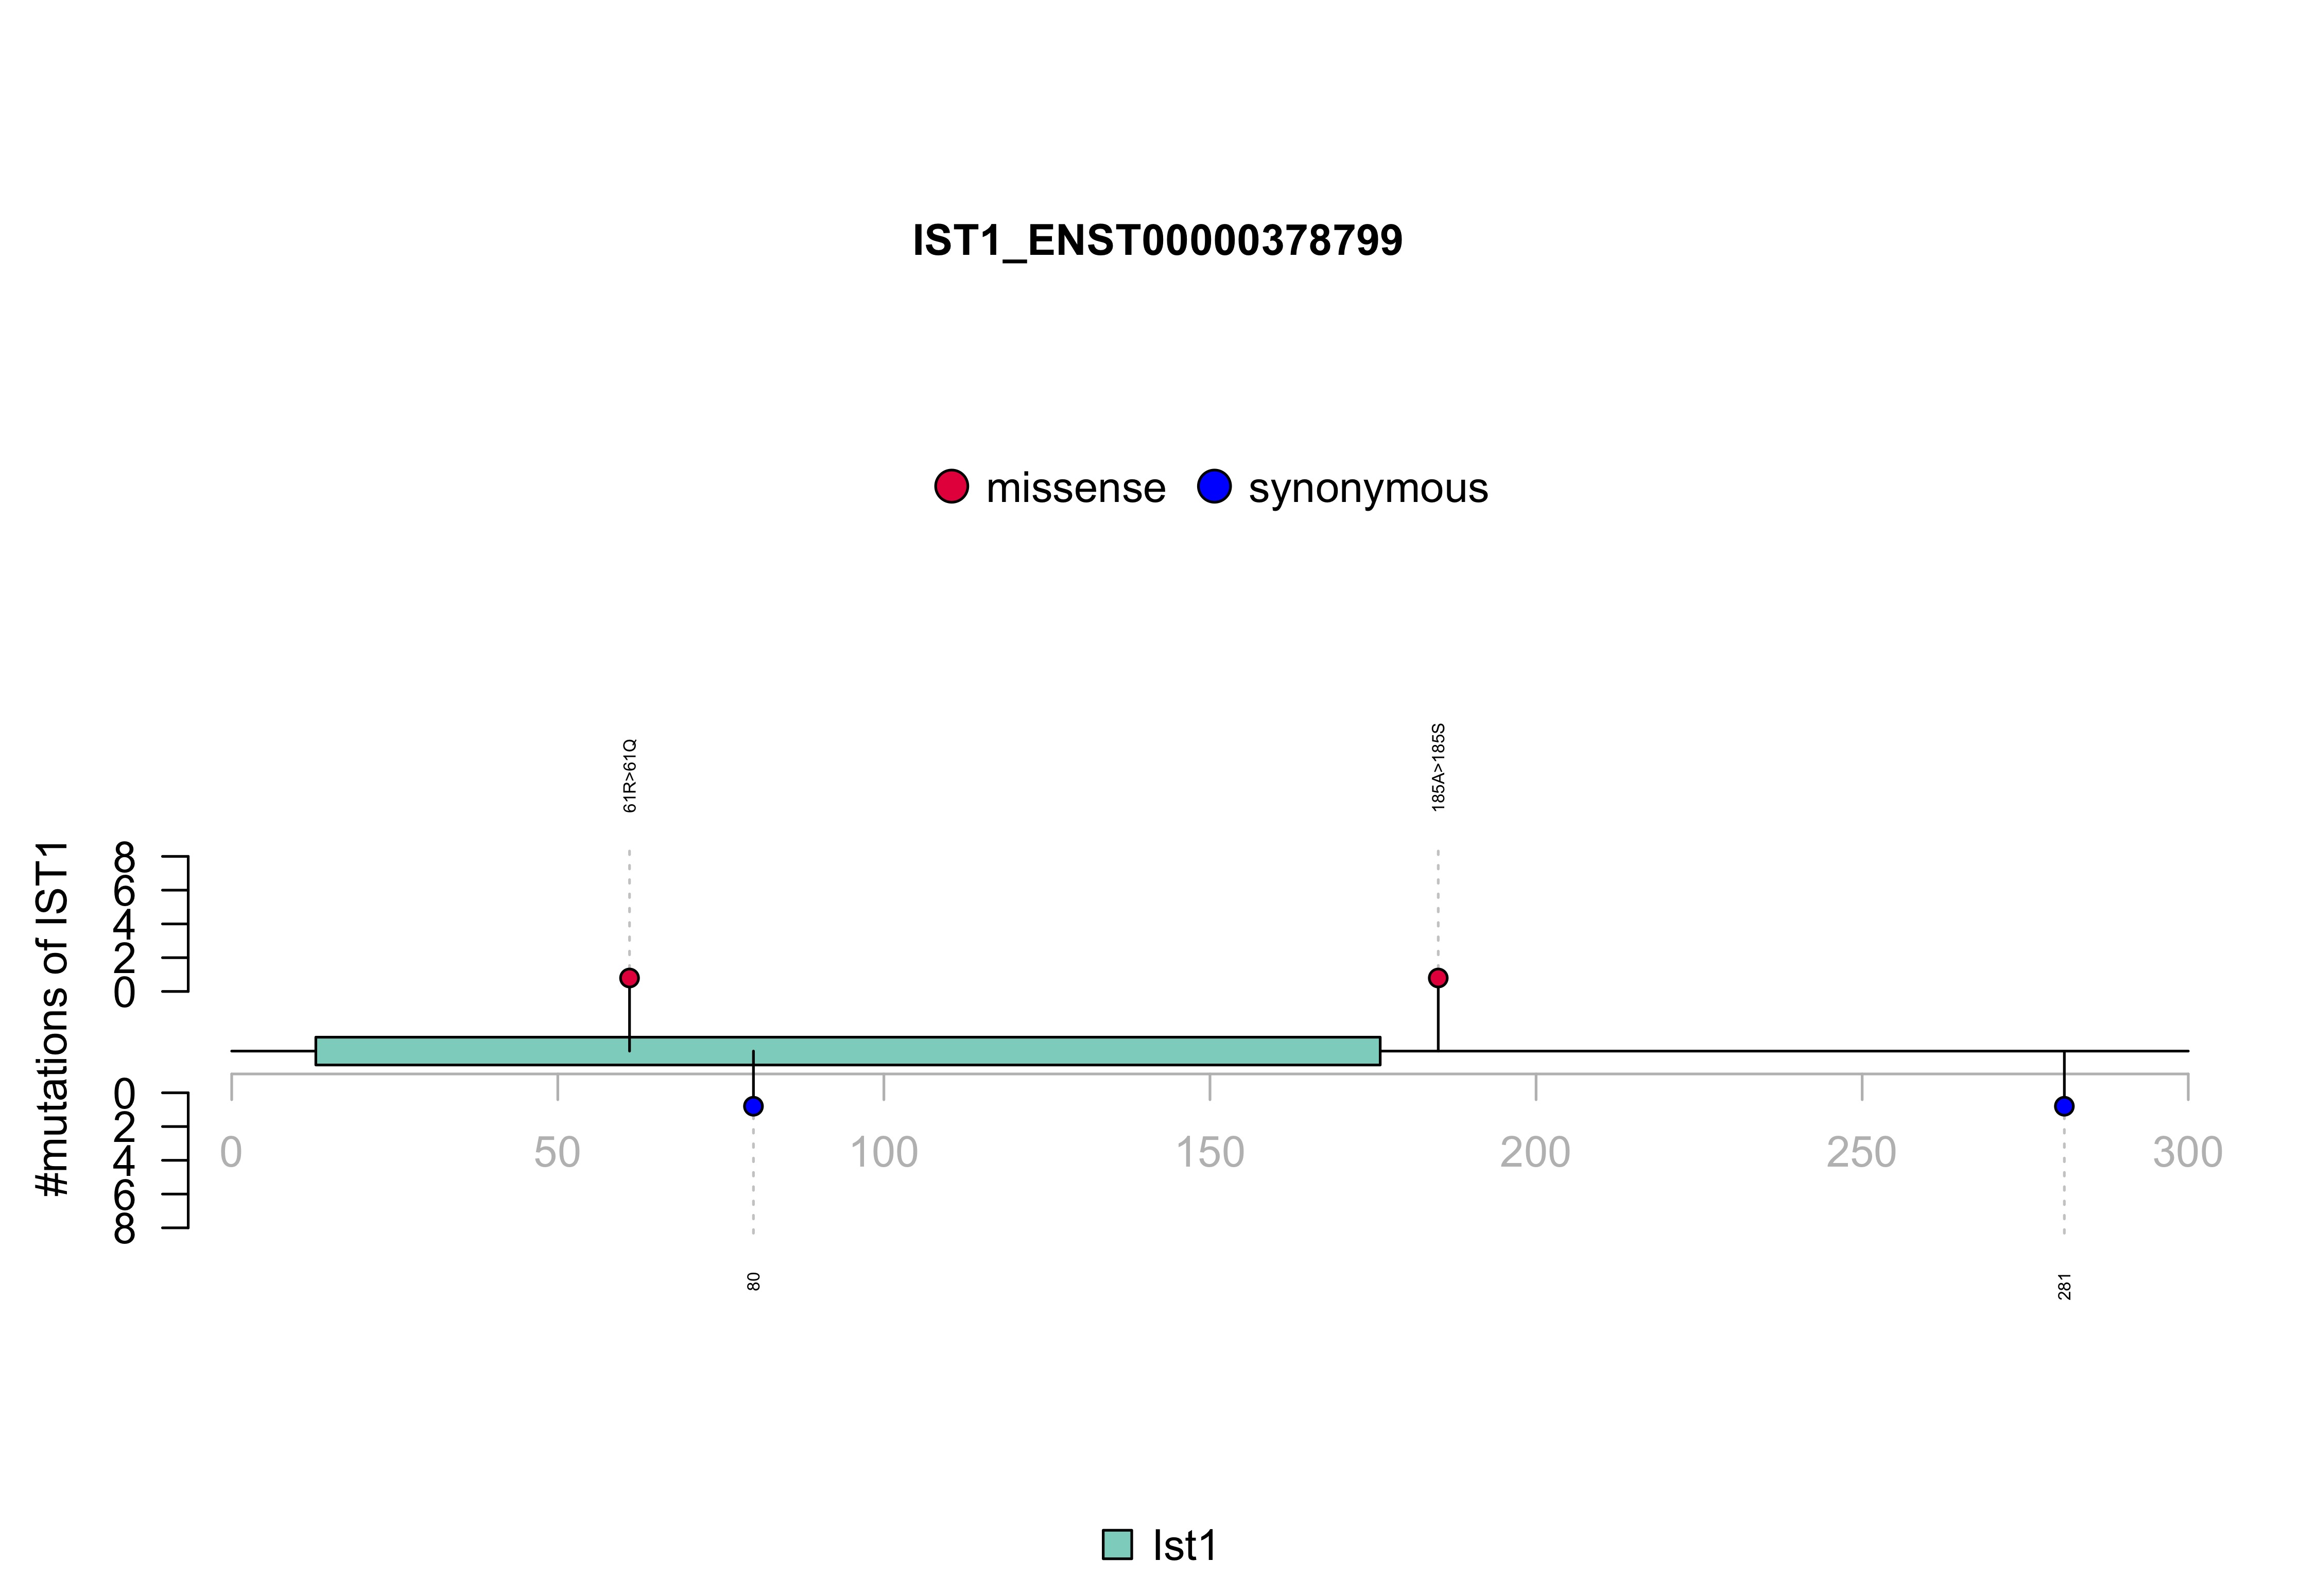 IST1_ENST00000378799
missense
synonymous
61R>61Q
185A>185S
#mutations of IST1
8
6
4
2
0
0
2
4
6
8
0
50
100
150
200
250
300
80
281
Ist1